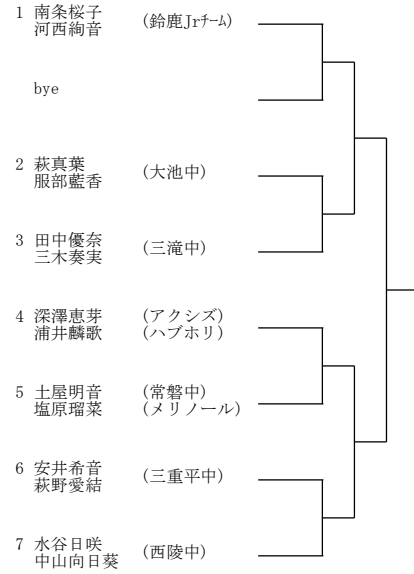 1 南条桜子 (鈴鹿Jrチーム)
河西絢音
bye
2 萩真葉 (大池中)
服部藍香
3 田中優奈 (三滝中)
三木奏実
4 深澤恵芽 (アクシズ)
浦井麟歌 (ハブホリ)
5 土屋明音 (常磐中)
塩原瑠菜 (メリノール)
6 安井希音 (三重平中)
萩野愛結
7 水谷日咲 (西陵中)
中山向日葵